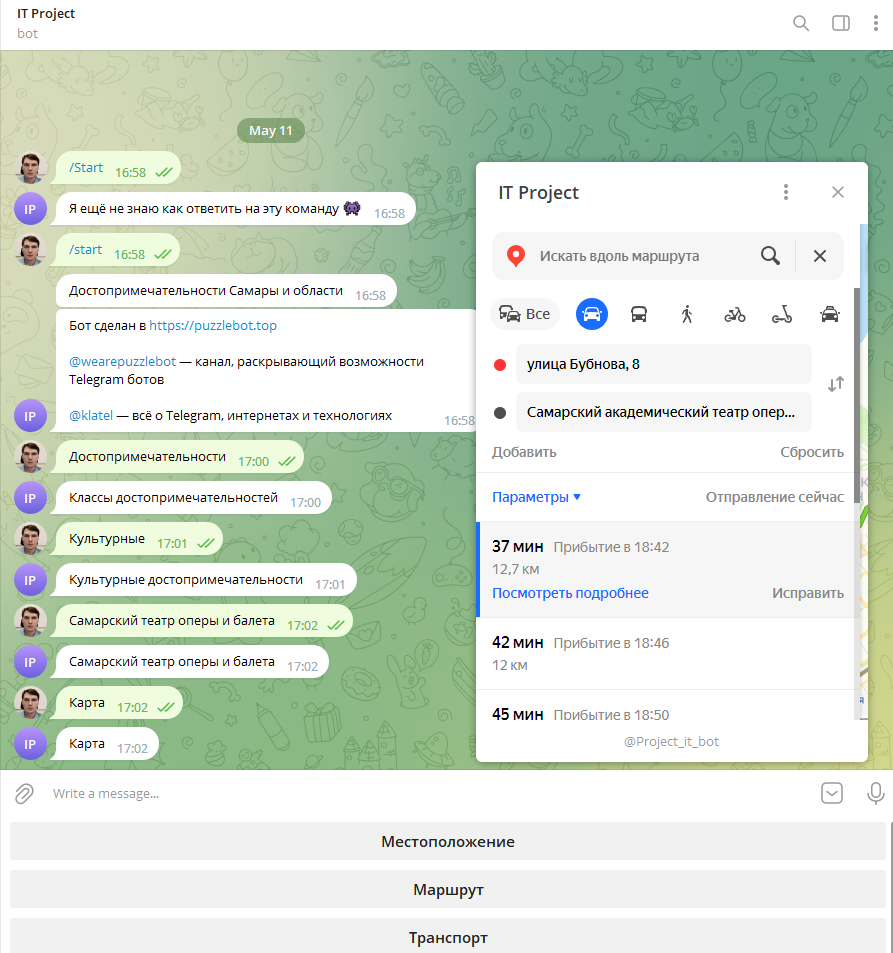 IT Project
bot
May 11
/Start 16:58
IP
Я ещё не знаю как ответить на эту команду 👾 16:58
/start 16:58
Достопримечательности Самары и области 16:58
Бот сделан в https://puzzlebot.top
@wearepuzzlebot — канал, раскрывающий возможности
Telegram ботов
IP
@klatel — всё о Telegram, интернетах и технологиях 16:58
Достопримечательности 17:00
IP
Классы достопримечательностей 17:00
Культурные 17:01
IP
Культурные достопримечательности 17:01
Самарский театр оперы и балета 17:02
IP
Самарский театр оперы и балета 17:02
Карта 17:02
IP
Карта 17:02
IT Project
Искать вдоль маршрута
Все
улица Бубнова, 8
Самарский академический театр опер...
Добавить Сбросить
Параметры Отправление сейчас
37 мин Прибытие в 18:42
12,7 км
Посмотреть подробнее Исправить
42 мин Прибытие в 18:46
12 км
45 мин Прибытие в 18:50
@Project_it_bot
Write a message...
Местоположение
Маршрут
Транспорт